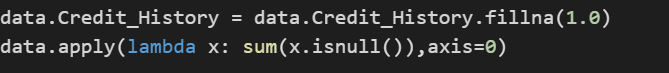 data.Credit_History = data.Credit_History.fillna(1.0)
data.apply(lambda x: sum(x.isnull()),axis=0)